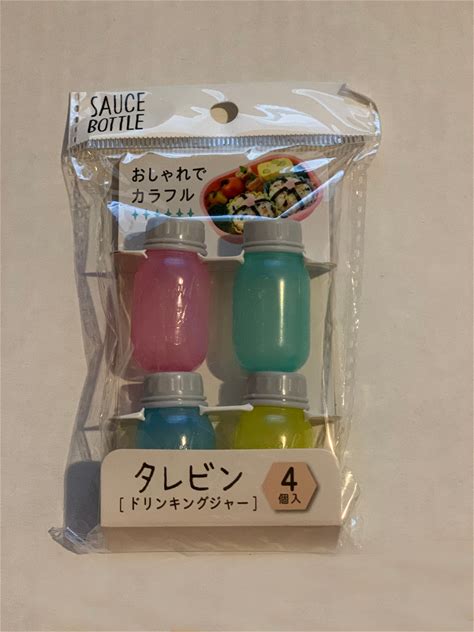 SAUCE
BOTTLE
おしゃれで
カラフル
タレビン
[ドリンキングジャー]
4
個入